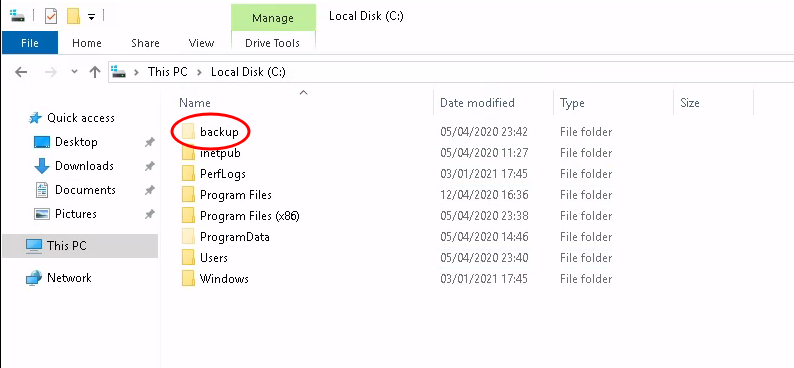 Manage Local Disk (C:)
File Home Share View Drive Tools
This PC > Local Disk (C:)
Name Date modified Type Size
Quick access
Desktop
Downloads
Documents
Pictures
This PC
Network
backup 05/04/2020 23:42 File folder
inetpub 05/04/2020 11:27 File folder
PerfLogs 03/01/2021 17:45 File folder
Program Files 12/04/2020 16:36 File folder
Program Files (x86) 05/04/2020 23:38 File folder
ProgramData 05/04/2020 14:46 File folder
Users 05/04/2020 23:40 File folder
Windows 03/01/2021 17:45 File folder